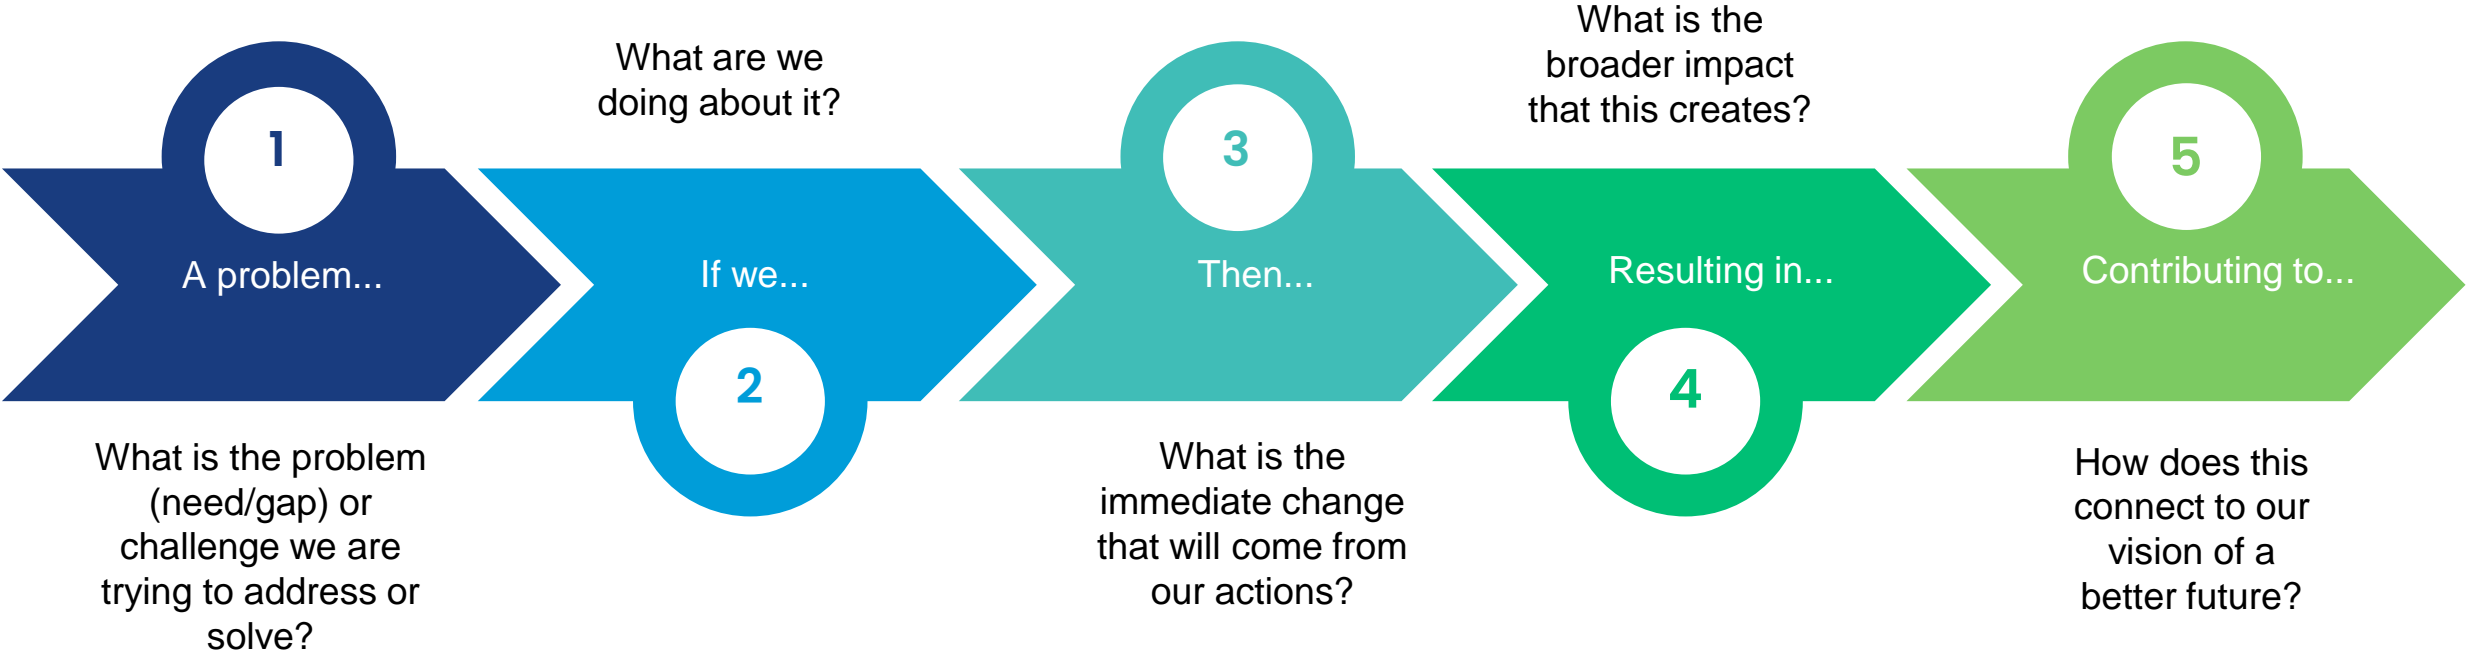 1
A problem...
What is the problem
(need/gap) or
challenge we are
trying to address or
solve?
What are we
doing about it?
If we...
2
3
Then...
What is the
immediate change
that will come from
our actions?
What is the
broader impact
that this creates?
Resulting in...
4
5
Contributing to...
How does this
connect to our
vision of a
better future?